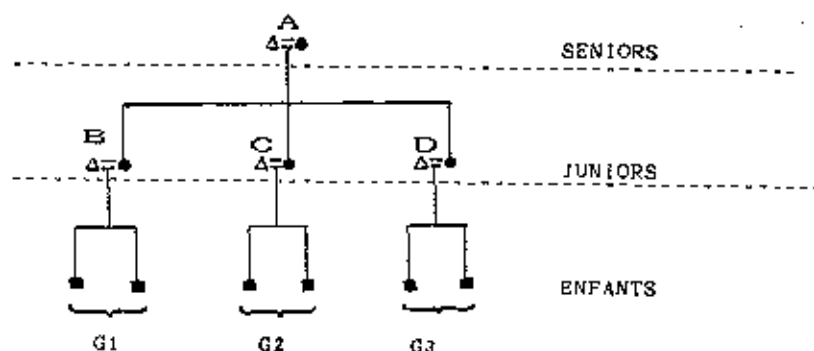 A
SENIORS
B C D
JUNIORS
ENFANTS
G1 G2 G3